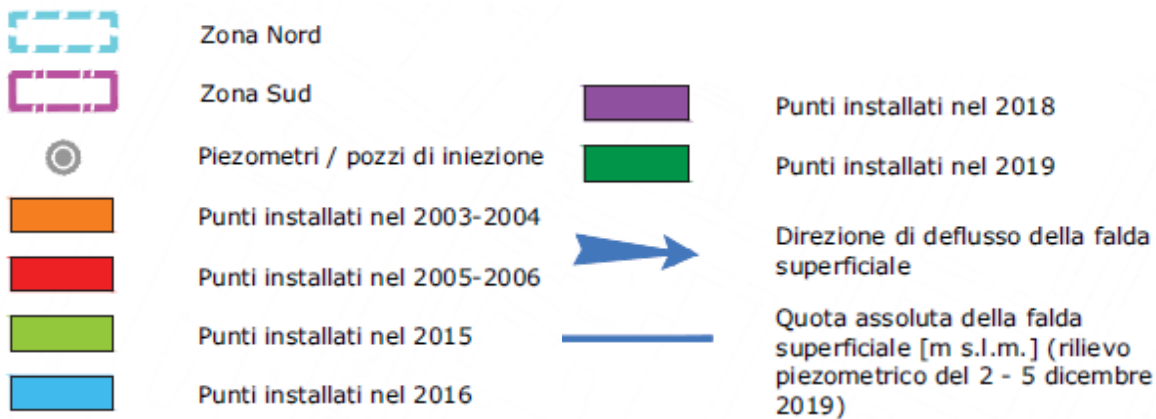 Zona Nord
Zona Sud
Piezometri / pozzi di iniezione
Punti installati nel 2003-2004
Punti installati nel 2005-2006
Punti installati nel 2015
Punti installati nel 2016
Punti installati nel 2018
Punti installati nel 2019
Direzione di deflusso della falda
superficiale
Quota assoluta della falda
superficiale [m s.l.m.] (rilievo
piezometrico del 2 - 5 dicembre
2019)